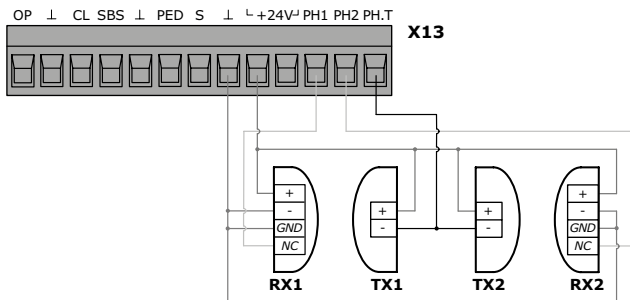 OP ⊥ CL SBS ⊥ PED S ⊥ +24V PH1 PH2 PH.T
X13
+ + + +
- - - -
GND GND
NC NC
RX1 TX1 TX2 RX2